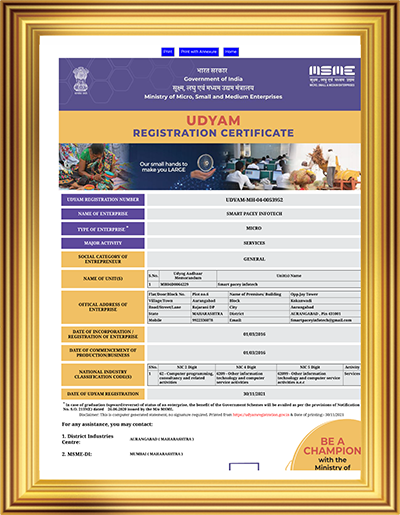 Print Print with Annexure Home
भारत सरकार
Government of India
सूक्ष्म, लघु एवं मध्यम उद्यम मंत्रालय
Ministry of Micro, Small and Medium Enterprises
MSME
MICRO, SMALL & MEDIUM ENTERPRISES
UDYAM
REGISTRATION CERTIFICATE
Our small hands to
make you LARGE
UDYAM REGISTRATION NUMBER UDYAM-MH-04-0053952
NAME OF ENTERPRISE SMART PACEY INFOTECH
TYPE OF ENTERPRISE * MICRO
MAJOR ACTIVITY SERVICES
SOCIAL CATEGORY OF
ENTREPRENEUR GENERAL
NAME OF UNIT(S)
S.No. Udyog Aadhaar
Memorandum Unit(s) Name
1 Smart pacey infotech
OFFICAL ADDRESS OF
ENTERPRISE
Flat/Door/Block No. Plot no.6 Name of Premises/ Building Opp.Jay Tower
Village/Town Aurangabad Block
Road/Street/Lane City Aurangabad
State MAHARASHTRA District AURANGABAD , Pin
Mobile Email
DATE OF INCORPORATION /
REGISTRATION OF ENTERPRISE 01/03/2016
DATE OF COMMENCEMENT OF
PRODUCTION/BUSINESS 01/03/2016
NATIONAL INDUSTRY
CLASSIFICATION CODE(S)
SNo. NIC 2 Digit NIC 4 Digit NIC 5 Digit Activity
1 62 - Computer programming,
consultancy and related
activities
6209 - Other information
technology and computer
service activities
62099 - Other information
technology and computer service
activities n.e.c
Services
DATE OF UDYAM REGISTRATION 30/11/2021
* In case of graduation (upward/reverse) of status of an enterprise, the benefit of the Government Schemes will be availed as per the provisions of Notification
No. S.O. 2119(E) dated 26.06.2020 issued by the M/o MSME.
Disclaimer: This is computer generated statement, no signature required. Printed from https://udyamregistration.gov.in & Date of printing:- 30/11/2021
For any assistance, you may contact:
1. District Industries
Centre: AURANGABAD ( MAHARASHTRA )
2. MSME-DI: MUMBAI ( MAHARASHTRA )
BE A
CHAMPION
with the
Ministry of